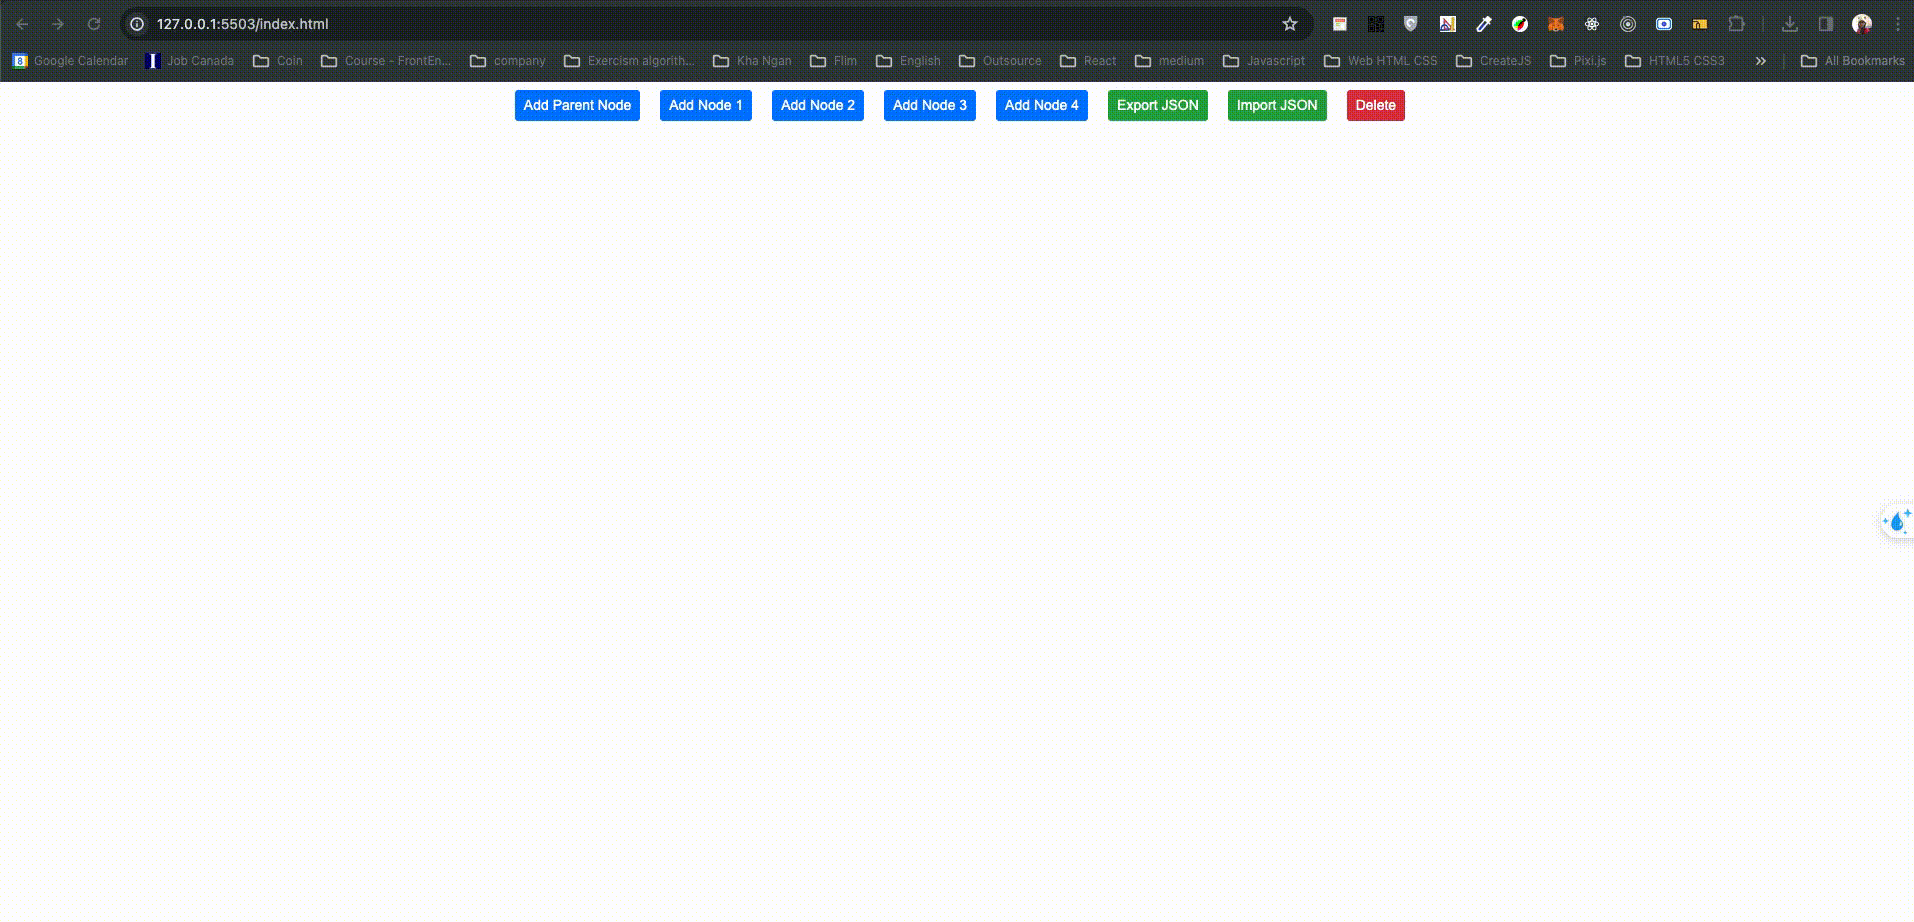 127.0.0.1:5503/index.html
8 Google Calendar Job Canada Coin Course - FrontEn... company Exercism algorith... Kha Ngan Flim English Outsource React medium Javascript Web HTML CSS CreateJS Pixi.js HTML5 CSS3 » All Bookmarks
Add Parent Node Add Node 1 Add Node 2 Add Node 3 Add Node 4 Export JSON Import JSON Delete